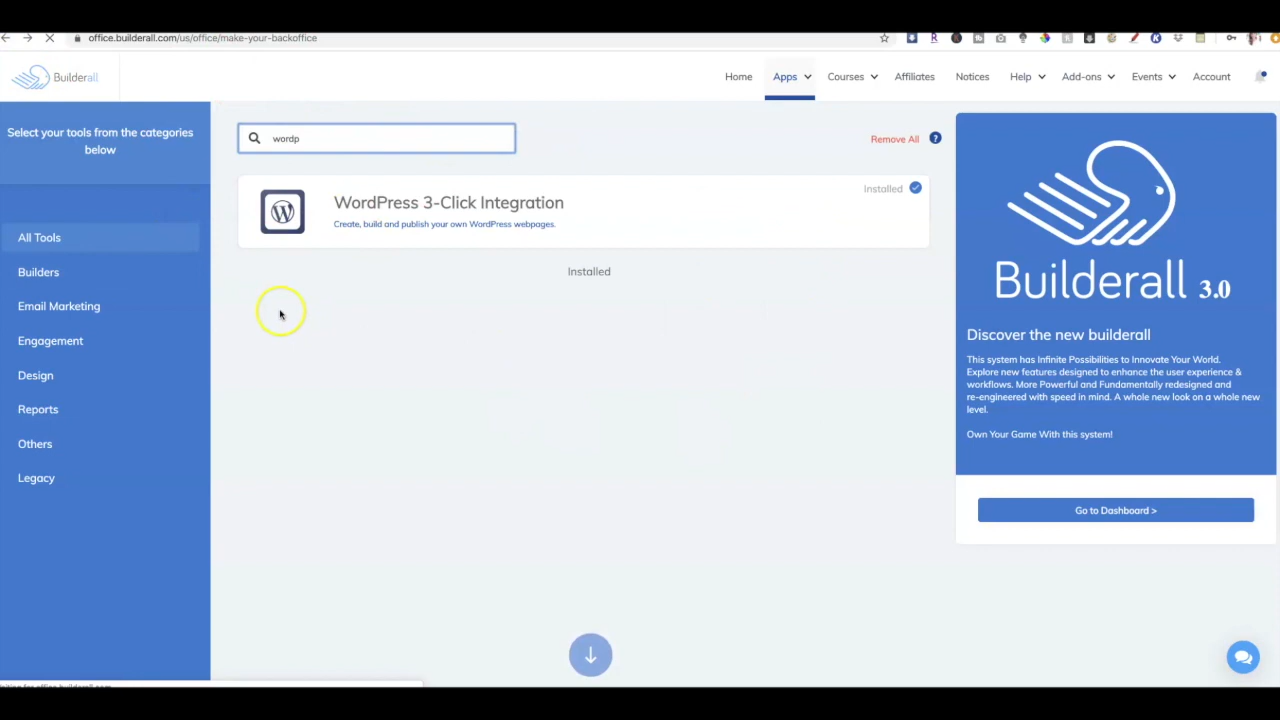 office.builderall.com/us/office/make-your-backoffice
Builderall
Home
Apps
Courses
Affiliates
Notices
Help
Add-ons
Events
Account
Select your tools from the categories
below
wordp
Remove All
?
All Tools
Builders
Email Marketing
Engagement
Design
Reports
Others
Legacy
WordPress 3-Click Integration
Create, build and publish your own WordPress webpages.
Installed
Installed
Builderall 3.0
Discover the new builderall
This system has Infinite Possibilities to Innovate Your World.
Explore new features designed to enhance the user experience &
workflows. More Powerful and Fundamentally redesigned and
re-engineered with speed in mind. A whole new look on a whole new
level.
Own Your Game With this system!
Go to Dashboard >